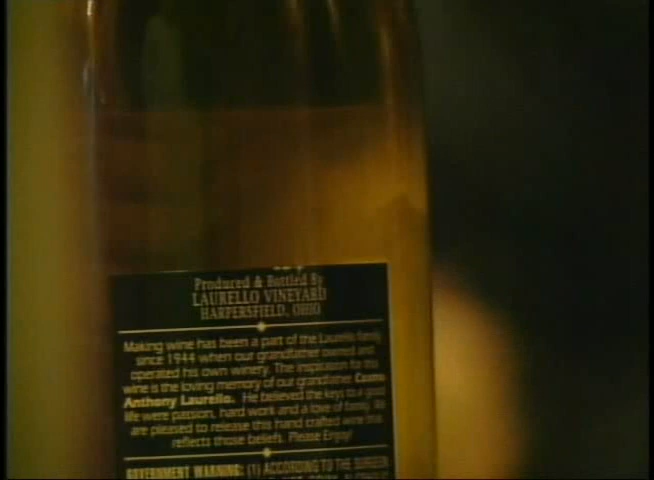 Produced & Bottled By
LAURELLO VINEYARD
HARPERSFIELD, OHIO
Making wine has been a part of the Laurello family
since 1944 when our grandfather owned and
operated his own winery. The inspiration for this
wine is the loving memory of our grandfather
Anthony Laurello. He believed the keys to a great
life were passion, hard work and a love of family. We
are pleased to release this hand crafted wine that
reflects those beliefs. Please Enjoy!
GOVERNMENT WARNING: (1) ACCORDING TO THE SURGEON